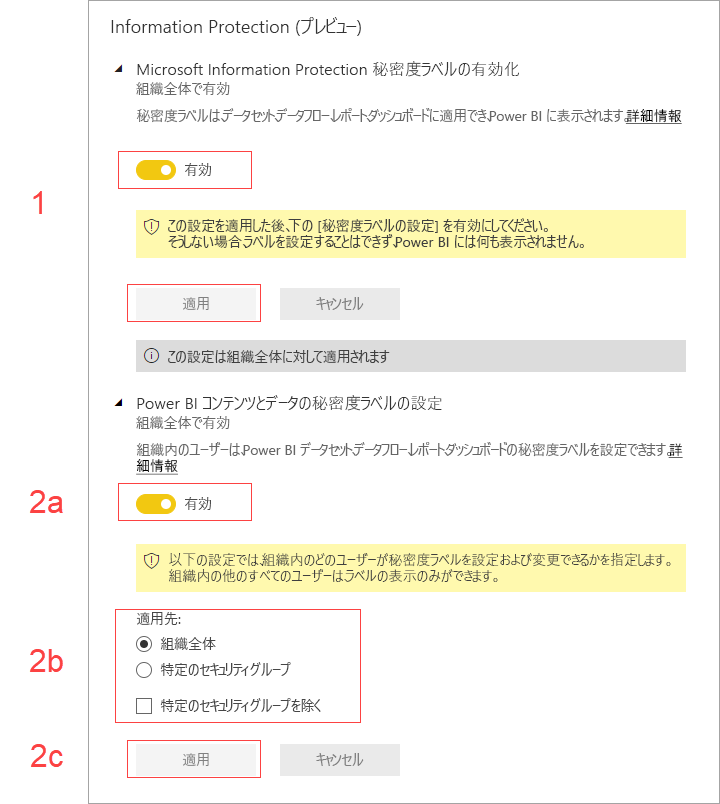 Information Protection (プレビュー)
Microsoft Information Protection 秘密度ラベルの有効化
組織全体で有効
秘密度ラベルは、データセット、データフロー、レポート、ダッシュボードに適用でき、Power BI に表示されます。詳細情報
1
有効
この設定を適用した後、下の [秘密度ラベルの設定] を有効にしてください。
そうしない場合ラベルを設定することはできず、Power BI には何も表示されません。
適用
キャンセル
この設定は組織全体に対して適用されます
Power BI コンテンツとデータの秘密度ラベルの設定
組織全体で有効
組織内のユーザーは、Power BI データセット、データフロー、レポート、ダッシュボードの秘密度ラベルを設定できます。詳
細情報
2a
有効
以下の設定では、組織内のどのユーザーが秘密度ラベルを設定および変更できるかを指定します。
組織内の他のすべてのユーザーはラベルの表示のみができます。
適用先:
2b
組織全体
特定のセキュリティグループ
特定のセキュリティグループを除く
2c
適用
キャンセル